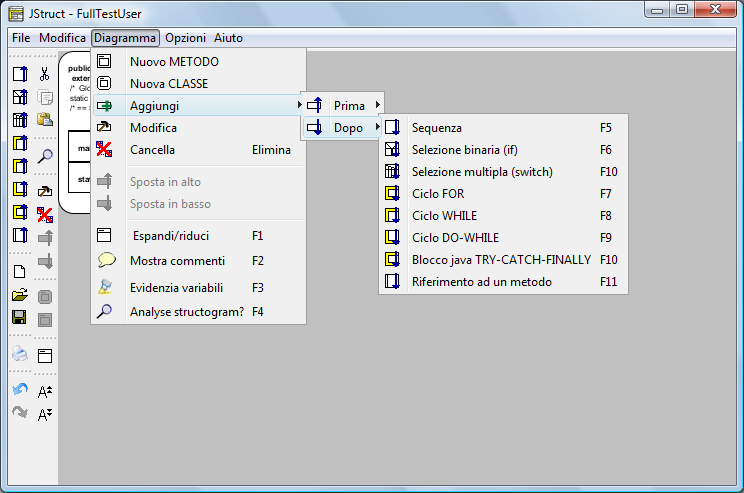 JStruct - FullTestUser
File Modifica Diagramma Opzioni Aiuto
public
exten
/* Glo
static
/* ==
mai
stat
Nuovo METODO
Nuova CLASSE
Aggiungi
Modifica
Cancella Elimina
Sposta in alto
Sposta in basso
Espandi/riduci F1
Mostra commenti F2
Evidenzia variabili F3
Analyse structogram? F4
Prima
Dopo
Sequenza F5
Selezione binaria (if) F6
Selezione multipla (switch) F10
Ciclo FOR F7
Ciclo WHILE F8
Ciclo DO-WHILE F9
Blocco java TRY-CATCH-FINALLY F10
Riferimento ad un metodo F11